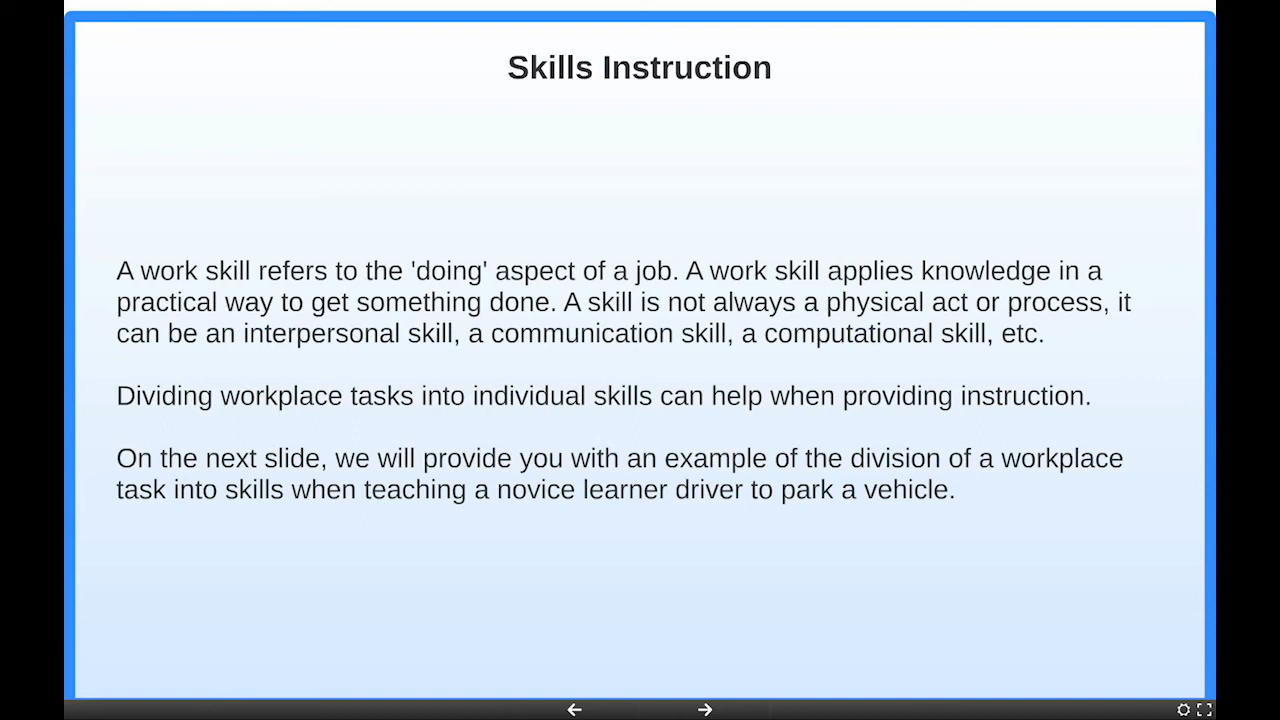 Skills Instruction
A work skill refers to the 'doing' aspect of a job. A work skill applies knowledge in a
practical way to get something done. A skill is not always a physical act or process, it
can be an interpersonal skill, a communication skill, a computational skill, etc.
Dividing workplace tasks into individual skills can help when providing instruction.
On the next slide, we will provide you with an example of the division of a workplace
task into skills when teaching a novice learner driver to park a vehicle.